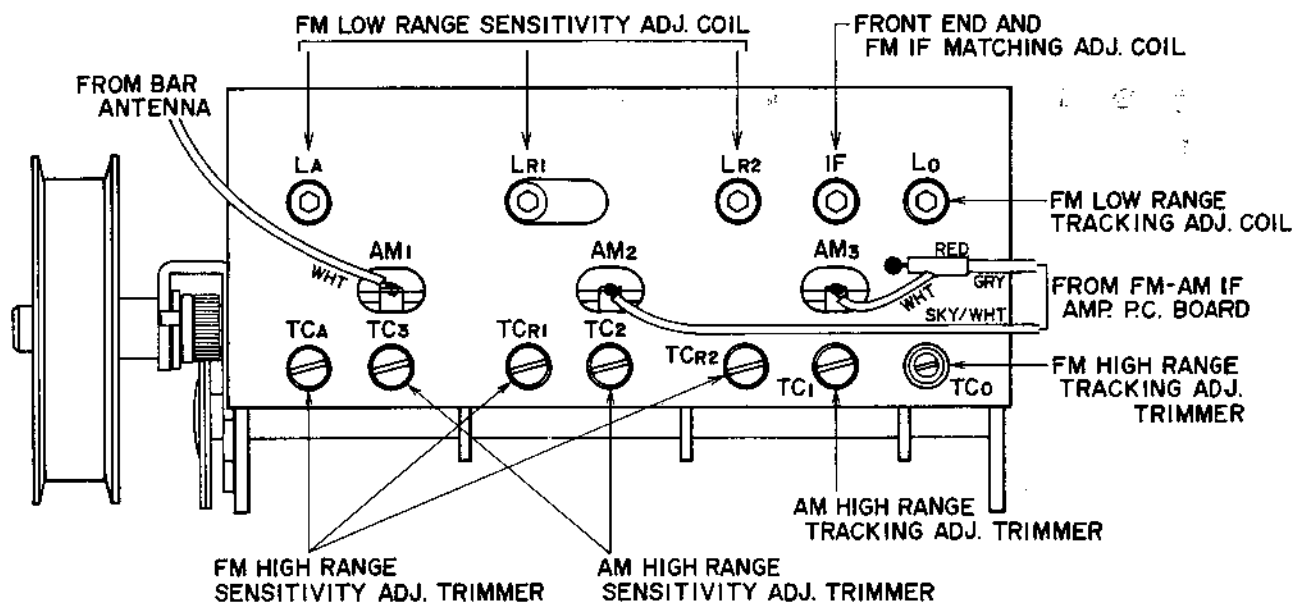 FM LOW RANGE SENSITIVITY ADJ. COIL
FRONT END AND
FM IF MATCHING ADJ. COIL
FROM BAR
ANTENNA
LA
LR1
LR2
IF
LO
FM LOW RANGE
TRACKING ADJ. COIL
AM1
AM2
AM3
WHT
RED
GRY
WHT
SKY/WHT
FROM FM-AM IF
AMP. P.C. BOARD
TCA
TC3
TCR1
TC2
TCR2
TC1
TCO
FM HIGH RANGE
TRACKING ADJ.
TRIMMER
AM HIGH RANGE
TRACKING ADJ. TRIMMER
FM HIGH RANGE
SENSITIVITY ADJ. TRIMMER
AM HIGH RANGE
SENSITIVITY ADJ. TRIMMER